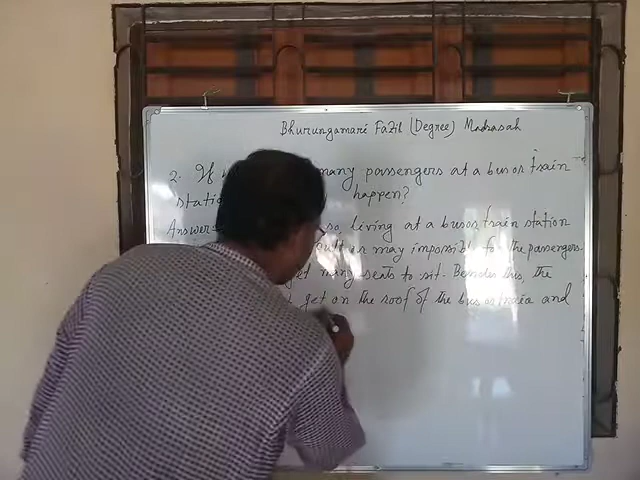 Bhurungamari Fazil (Degree) Madrasah
2. If many passengers at a bus or train
happen?
Answer: so, living at a bus or train station
may impossible for the passengers
many seats to sit. Besides this, the
get on the roof of the bus or train and